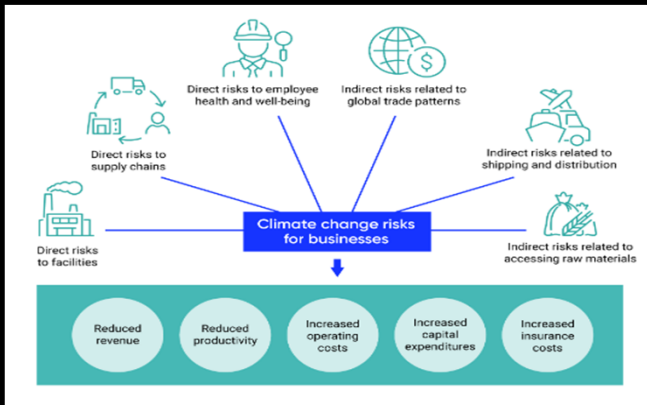 Direct risks to employee
health and well-being
Indirect risks related to
global trade patterns
$
Direct risks to
supply chains
Indirect risks related to
shipping and distribution
Direct risks
to facilities
Climate change risks
for businesses
Indirect risks related to
accessing raw materials
Reduced
revenue
Reduced
productivity
Increased
operating
costs
Increased
capital
expenditures
Increased
insurance
costs